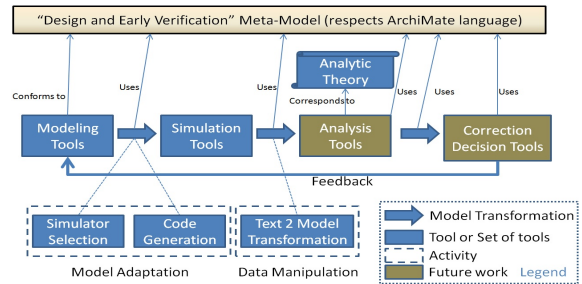 “Design and Early Verification” Meta-Model (respects ArchiMate language)
Analytic
Theory
Conforms to
Uses
Uses
Corresponds to
Uses
Uses
Uses
Modeling
Tools
Simulation
Tools
Analysis
Tools
Correction
Decision Tools
Feedback
Simulator
Selection
Code
Generation
Text 2 Model
Transformation
Model Adaptation
Data Manipulation
Model Transformation
Tool or Set of tools
Activity
Future work
Legend